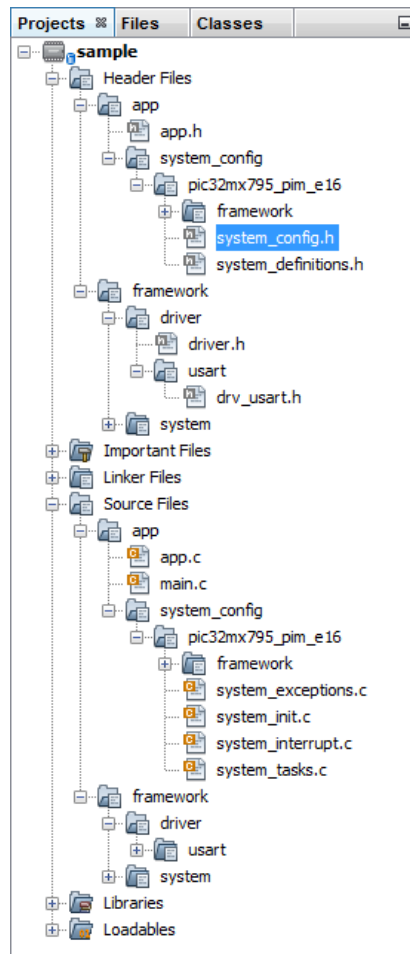 Projects Files Classes
sample
Header Files
app
app.h
system_config
pic32mx795_pim_e16
framework
system_config.h
system_definitions.h
framework
driver
driver.h
usart
drv_usart.h
system
Important Files
Linker Files
Source Files
app
app.c
main.c
system_config
pic32mx795_pim_e16
framework
system_exceptions.c
system_init.c
system_interrupt.c
system_tasks.c
framework
driver
usart
system
Libraries
Loadables